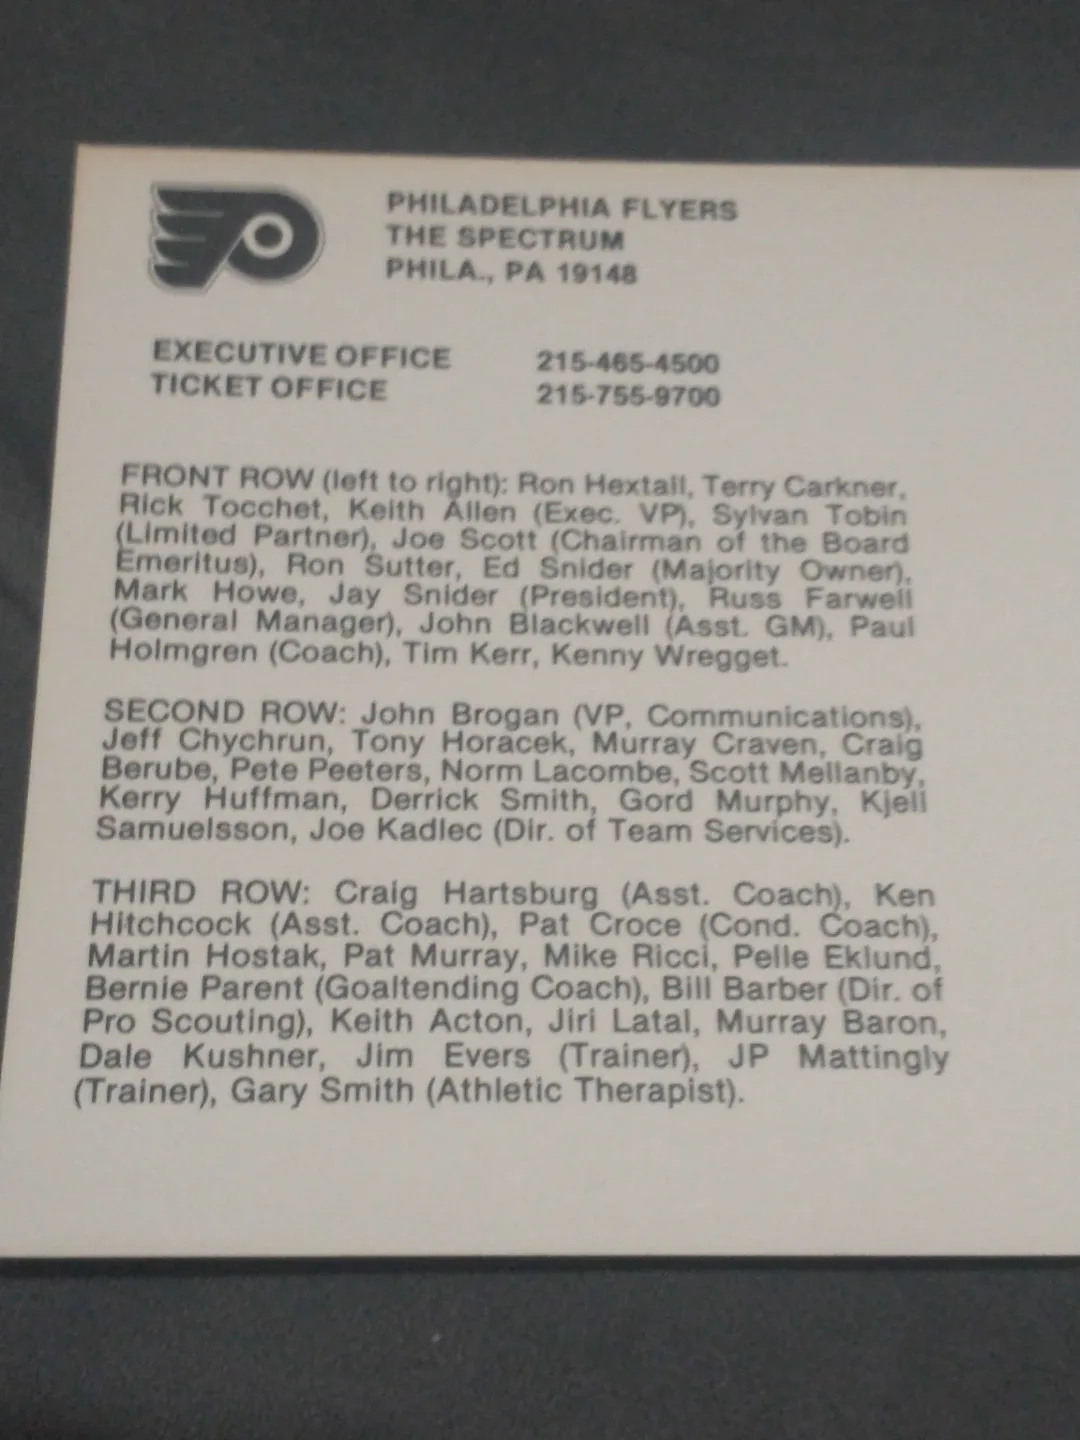 PHILADELPHIA FLYERS
THE SPECTRUM
PHILA., PA 19148
EXECUTIVE OFFICE 215-465-4500
TICKET OFFICE 215-755-9700
FRONT ROW (left to right): Ron Hextall, Terry Carkner,
Rick Tocchet, Keith Allen (Exec. VP), Sylvan Tobin
(Limited Partner), Joe Scott (Chairman of the Board
Emeritus), Ron Sutter, Ed Snider (Majority Owner),
Mark Howe, Jay Snider (President), Russ Farwell
(General Manager), John Blackwell (Asst. GM), Paul
Holmgren (Coach), Tim Kerr, Kenny Wregget.
SECOND ROW: John Brogan (VP, Communications),
Jeff Chychrun, Tony Horacek, Murray Craven, Craig
Berube, Pete Peeters, Norm Lacombe, Scott Mellanby,
Kerry Huffman, Derrick Smith, Gord Murphy, Kjell
Samuelsson, Joe Kadlec (Dir. of Team Services).
THIRD ROW: Craig Hartsburg (Asst. Coach), Ken
Hitchcock (Asst. Coach), Pat Croce (Cond. Coach),
Martin Hostak, Pat Murray, Mike Ricci, Pelle Eklund,
Bernie Parent (Goaltending Coach), Bill Barber (Dir. of
Pro Scouting), Keith Acton, Jiri Latal, Murray Baron,
Dale Kushner, Jim Evers (Trainer), JP Mattingly
(Trainer), Gary Smith (Athletic Therapist).